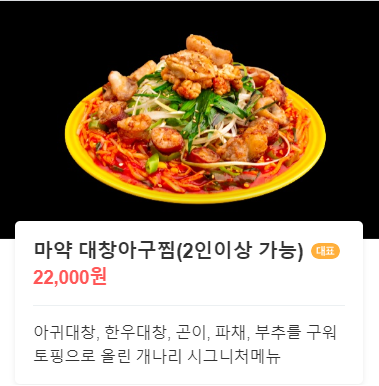 마약 대창아구찜(2인이상 가능) 대표
22,000원
아귀대창, 한우대창, 곤이, 파채, 부추를 구워
토핑으로 올린 개나리 시그니처메뉴